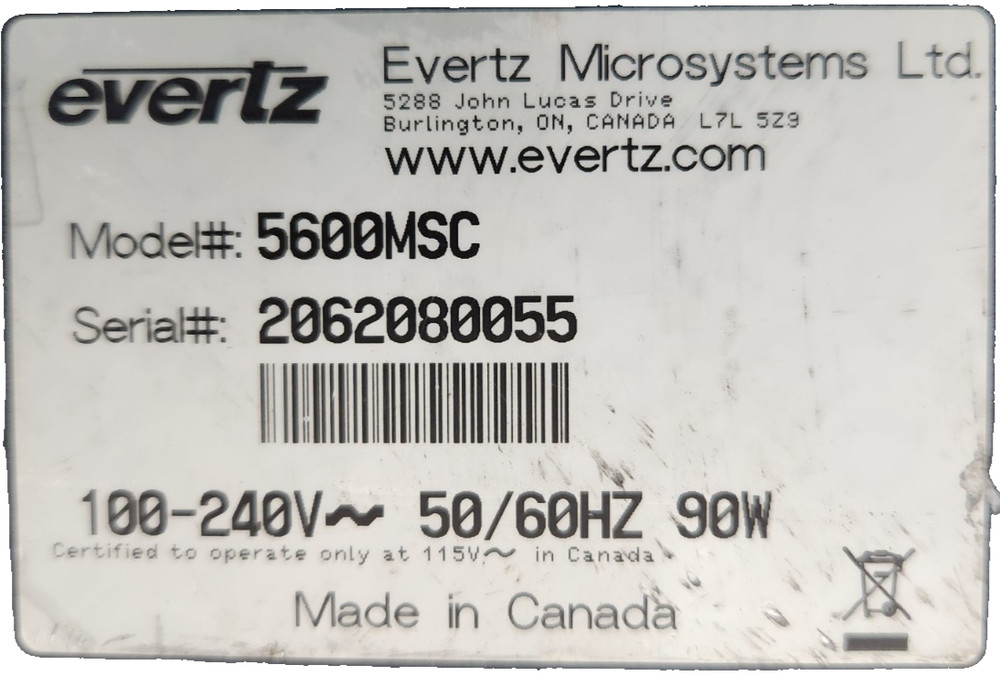 evertz
Evertz Microsystems Ltd.
5288 John Lucas Drive
Burlington, ON, CANADA L7L 5Z9
www.evertz.com
Model#: 5600MSC
Serial#: 2062080055
100-240V~ 50/60HZ 90W
Certified to operate only at 115V~ in Canada
Made in Canada